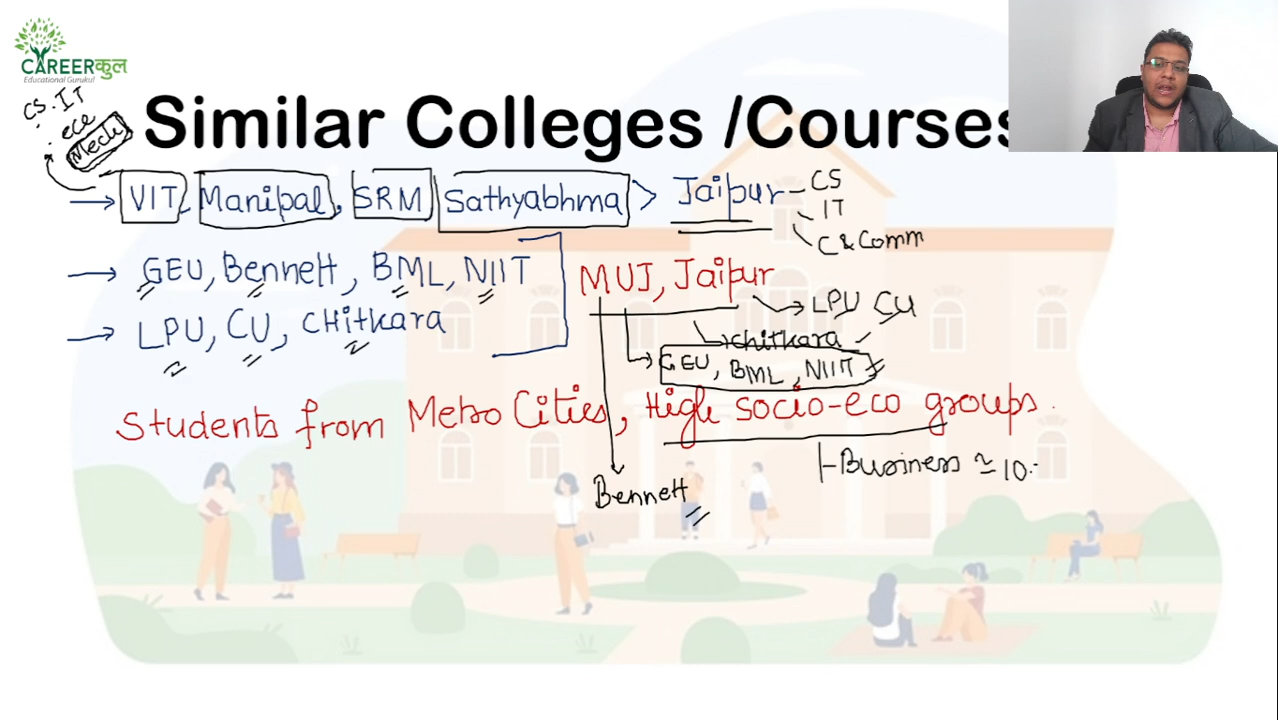 CAREERकुल
Educational Gurukul
CS. IT
ece
Mech
Similar Colleges /Courses
VIT, Manipal, SRM Sathyabhma > Jaipur
CS
IT
C & Comm
GEU, Bennett, BML, NIIT
MUJ, Jaipur
LPU CU
LPU, CU, CHitkara
chitkara
GEU, BML, NIIT
Students from Metro Cities, High socio-eco groups.
Business ≃ 10.
Bennett